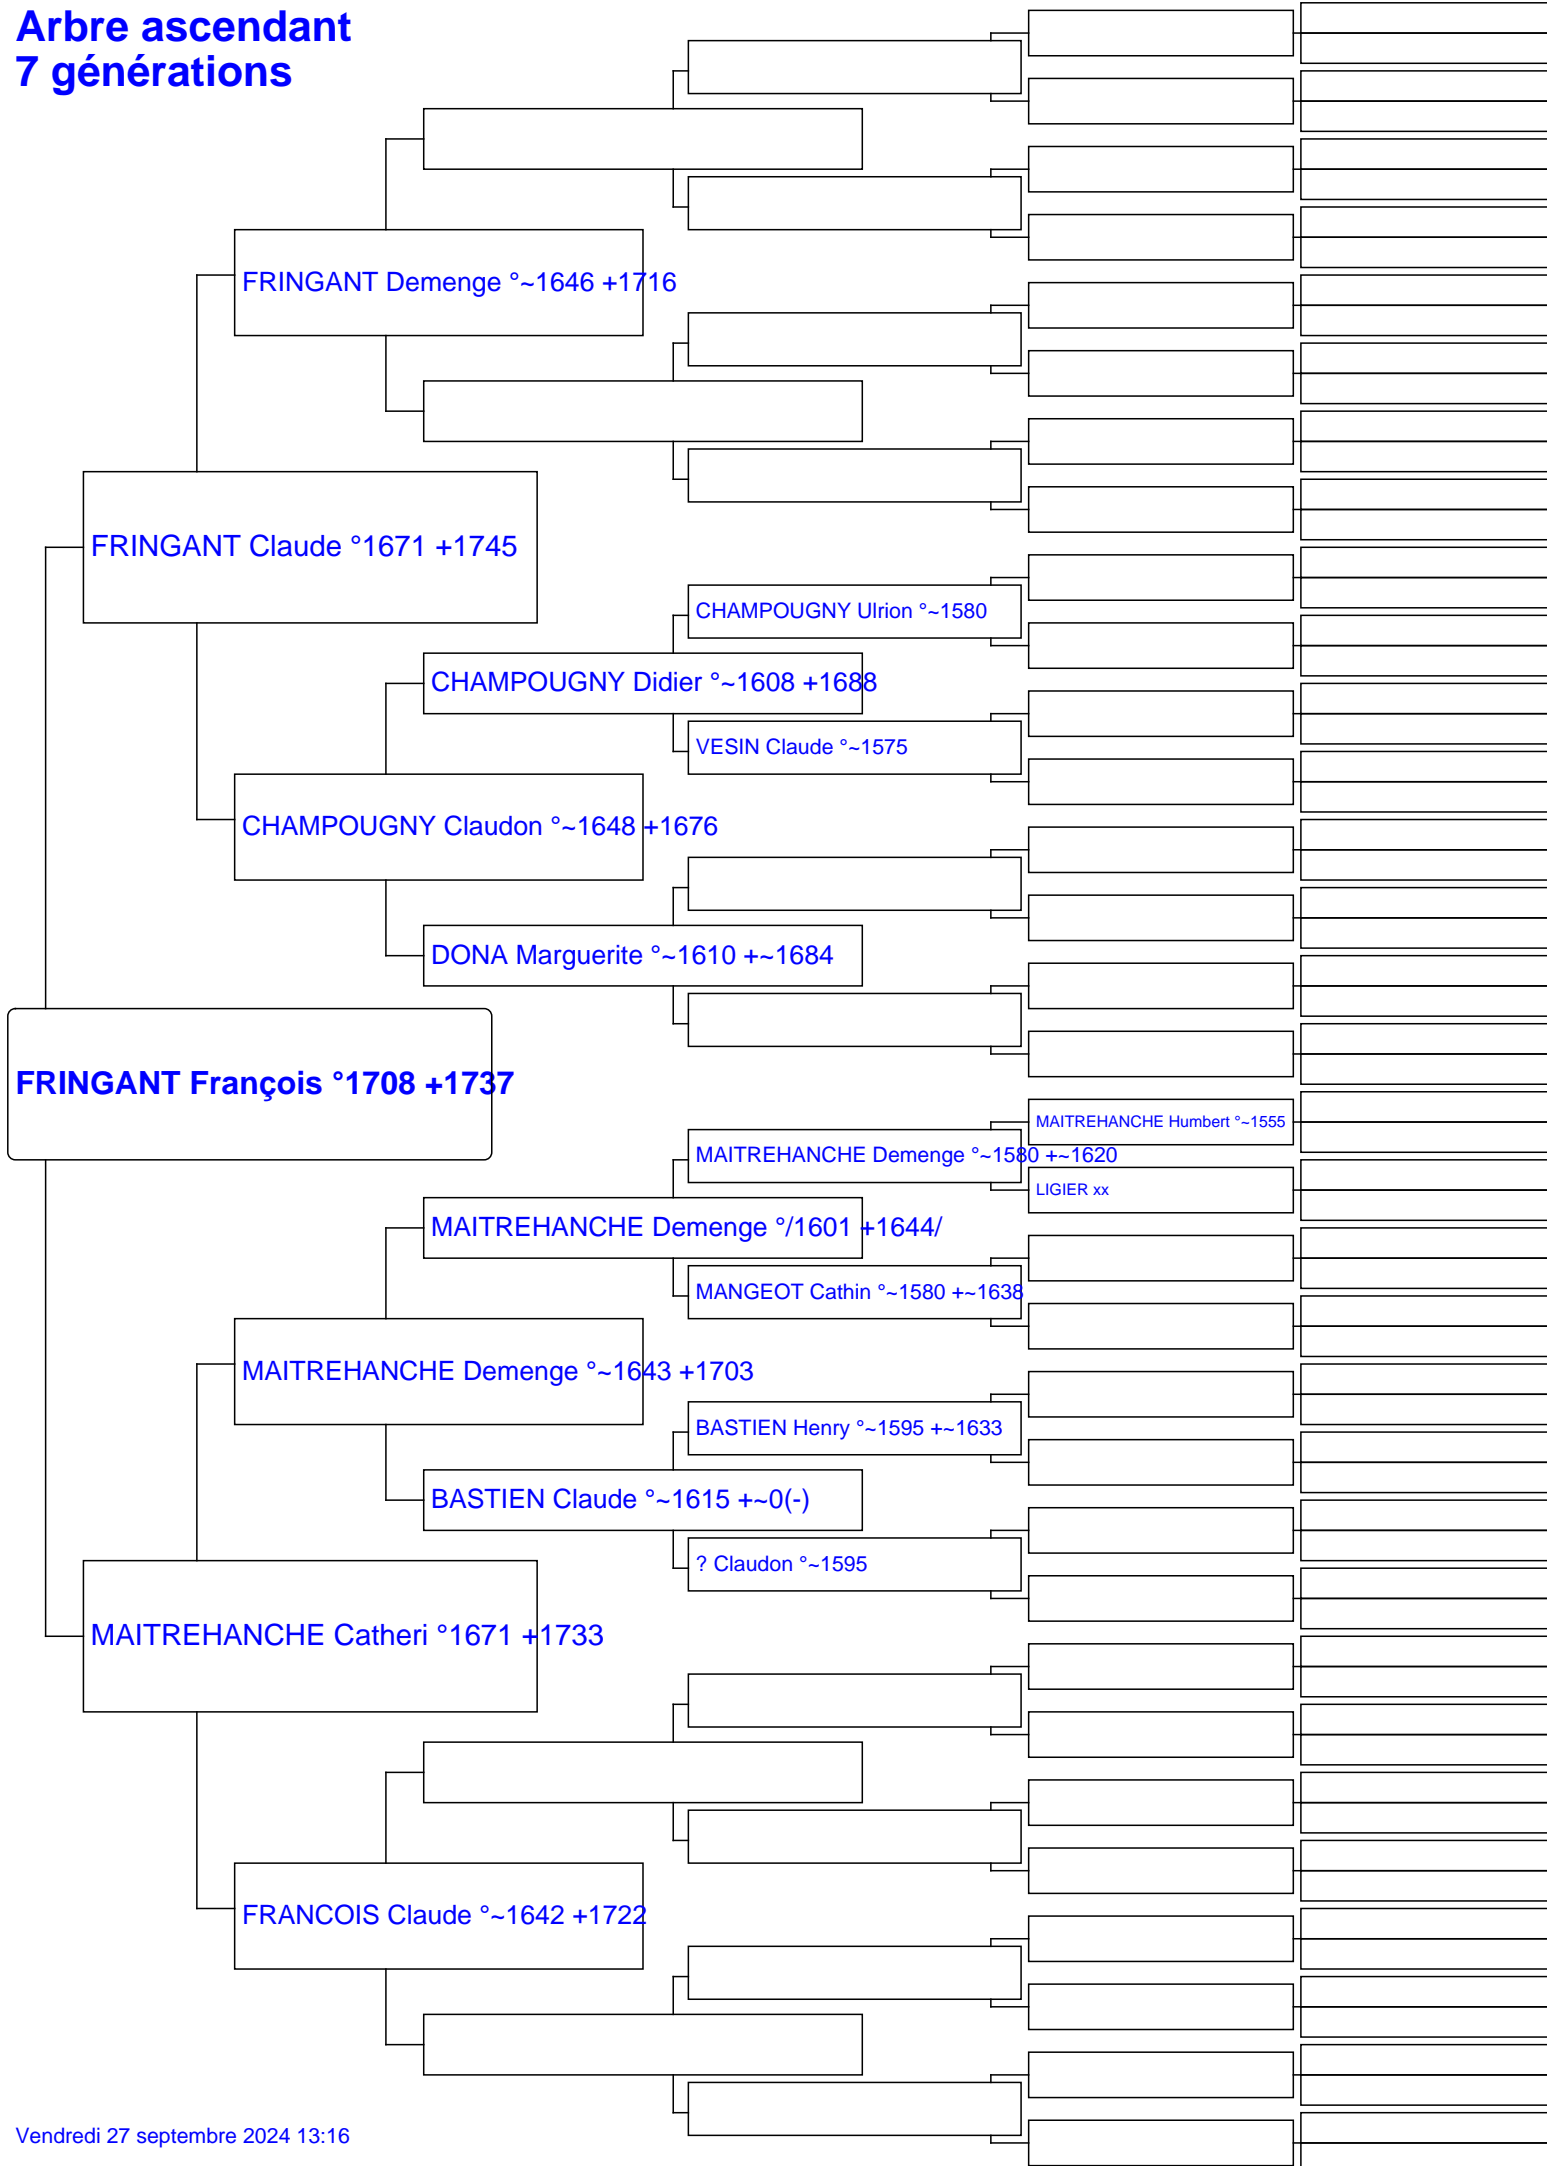 Arbre ascendant
7 générations
FRINGANT Demenge °~1646 +1716
FRINGANT Claude °1671 +1745
CHAMPOUGNY Ulrion °~1580
CHAMPOUGNY Didier °~1608 +1688
VESIN Claude °~1575
CHAMPOUGNY Claudon °~1648 +1676
DONA Marguerite °~1610 +~1684
FRINGANT François °1708 +1737
MAITREHANCHE Humbert °~1555
MAITREHANCHE Demenge °~1580 +~1620
LIGIER xx
MAITREHANCHE Demenge °/1601 +1644/
MANGEOT Cathin °~1580 +~1638
MAITREHANCHE Demenge °~1643 +1703
BASTIEN Henry °~1595 +~1633
BASTIEN Claude °~1615 +~0(-)
? Claudon °~1595
MAITREHANCHE Catheri °1671 +1733
FRANCOIS Claude °~1642 +1722
Vendredi 27 septembre 2024 13:16